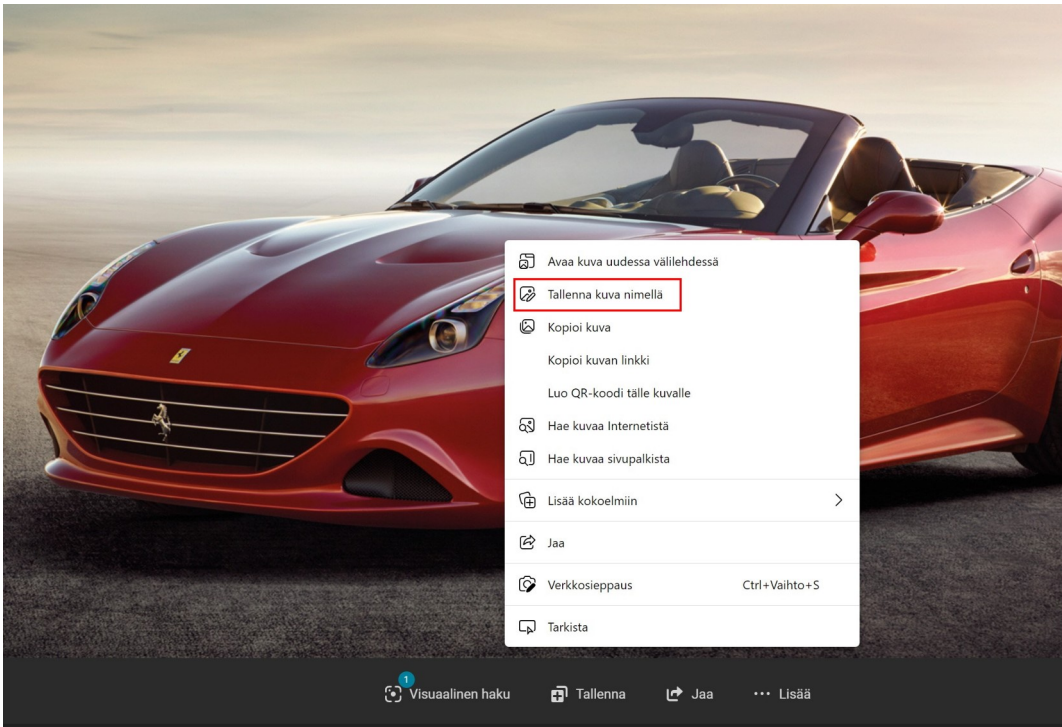 Avaa kuva uudessa välilehdessä
Tallenna kuva nimellä
Kopioi kuva
Kopioi kuvan linkki
Luo QR-koodi tälle kuvalle
Hae kuvaa Internetistä
Hae kuvaa sivupalkista
Lisää kokoelmiin
Jaa
Verkkosieppaus Ctrl+Vaihto+S
Tarkista
1
Visuaalinen haku Tallenna Jaa Lisää